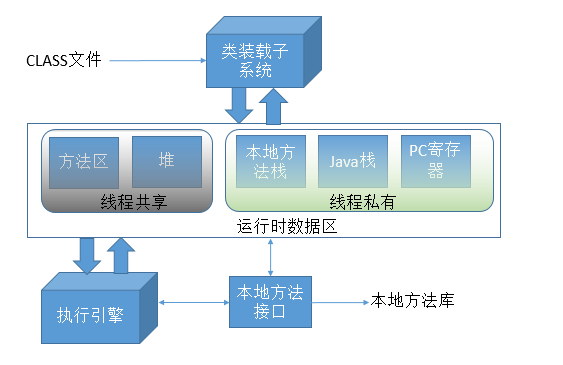 类装载子
系统
CLASS文件
方法区
堆
线程共享
本地方
法栈
Java栈
PC寄存
器
线程私有
运行时数据区
执行引擎
本地方法
接口
本地方法库